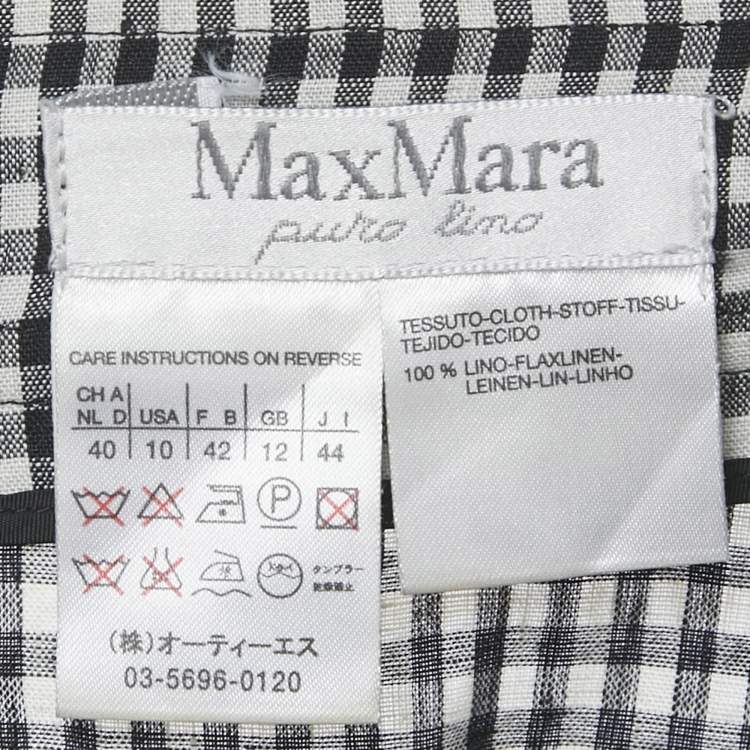 MaxMara
puro lino
CARE INSTRUCTIONS ON REVERSE
CH A
NL D USA F B GB J I
40 10 42 12 44
P
タンブラー
乾燥禁止
(株)オーティーエス
03-5696-0120
TESSUTO-CLOTH-STOFF-TISSU-
TEJIDO-TECIDO
100 % LINO-FLAXLINEN-
LEINEN-LIN-LINHO